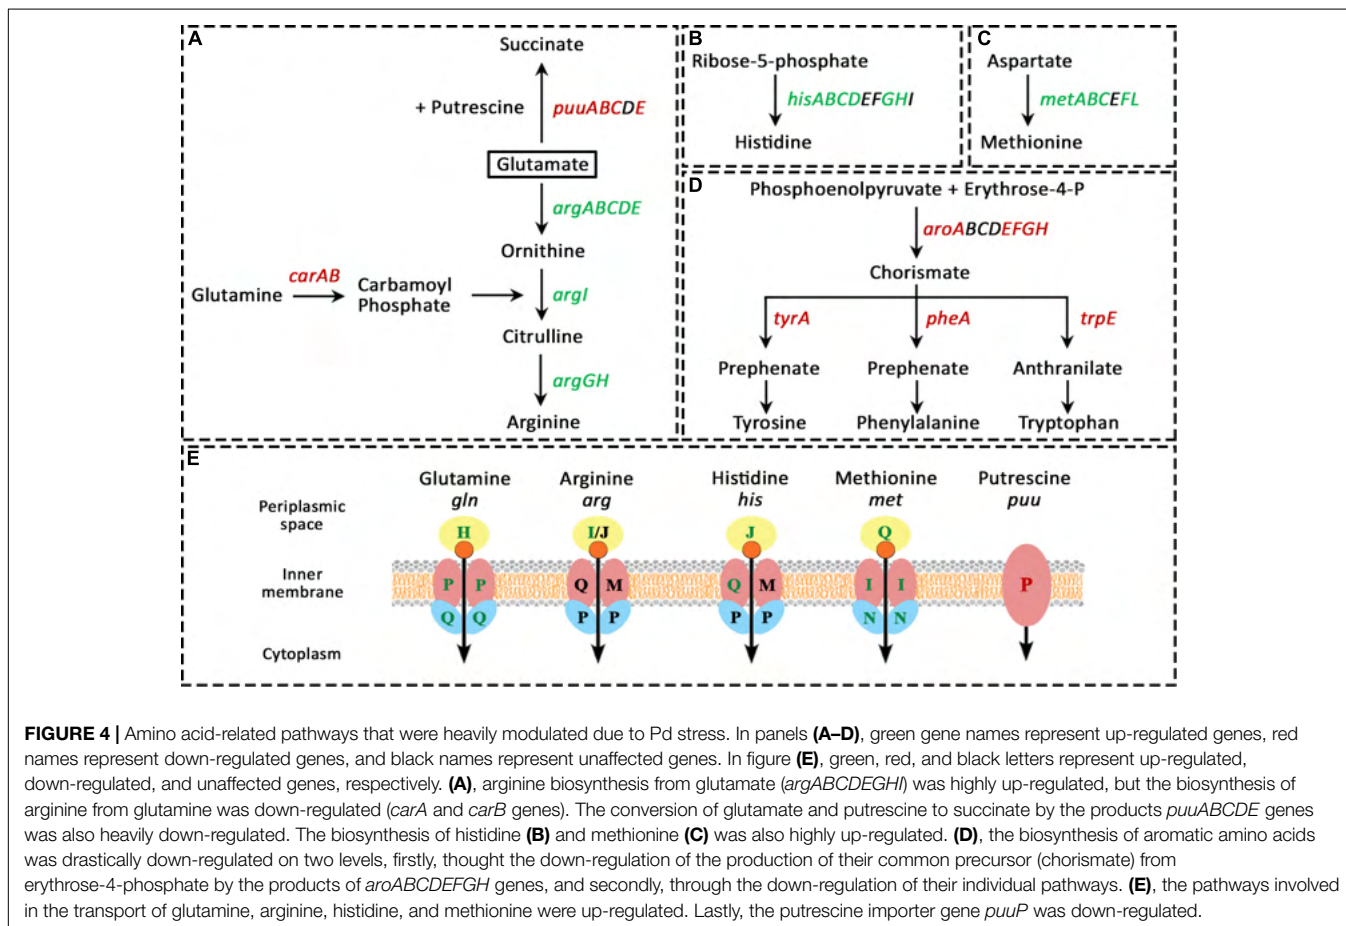 A
Succinate
+ Putrescine
puuABCDE
Glutamate
argABCDE
Ornithine
carAB
Glutamine
Carbamoyl
Phosphate
argI
Citrulline
argGH
Arginine
B
Ribose-5-phosphate
hisABCDEFGHI
Histidine
C
Aspartate
metABCEFL
Methionine
D
Phosphoenolpyruvate + Erythrose-4-P
aroABCDEFGH
Chorismate
tyrA pheA trpE
Prephenate Prephenate Anthranilate
Tyrosine Phenylalanine Tryptophan
E
Glutamine Arginine Histidine Methionine Putrescine
gln arg his met puu
Periplasmic
space
H I/J J Q
Inner
membrane
P P Q M Q M I I P
Q Q P P P P N N
Cytoplasm
FIGURE 4 | Amino acid-related pathways that were heavily modulated due to Pd stress. In panels (A–D), green gene names represent up-regulated genes, red
names represent down-regulated genes, and black names represent unaffected genes. In figure (E), green, red, and black letters represent up-regulated,
down-regulated, and unaffected genes, respectively. (A), arginine biosynthesis from glutamate (argABCDEGHI) was highly up-regulated, but the biosynthesis of
arginine from glutamine was down-regulated (carA and carB genes). The conversion of glutamate and putrescine to succinate by the products puuABCDE genes
was also heavily down-regulated. The biosynthesis of histidine (B) and methionine (C) was also highly up-regulated. (D), the biosynthesis of aromatic amino acids
was drastically down-regulated on two levels, firstly, thought the down-regulation of the production of their common precursor (chorismate) from
erythrose-4-phosphate by the products of aroABCDEFGH genes, and secondly, through the down-regulation of their individual pathways. (E), the pathways involved
in the transport of glutamine, arginine, histidine, and methionine were up-regulated. Lastly, the putrescine importer gene puuP was down-regulated.